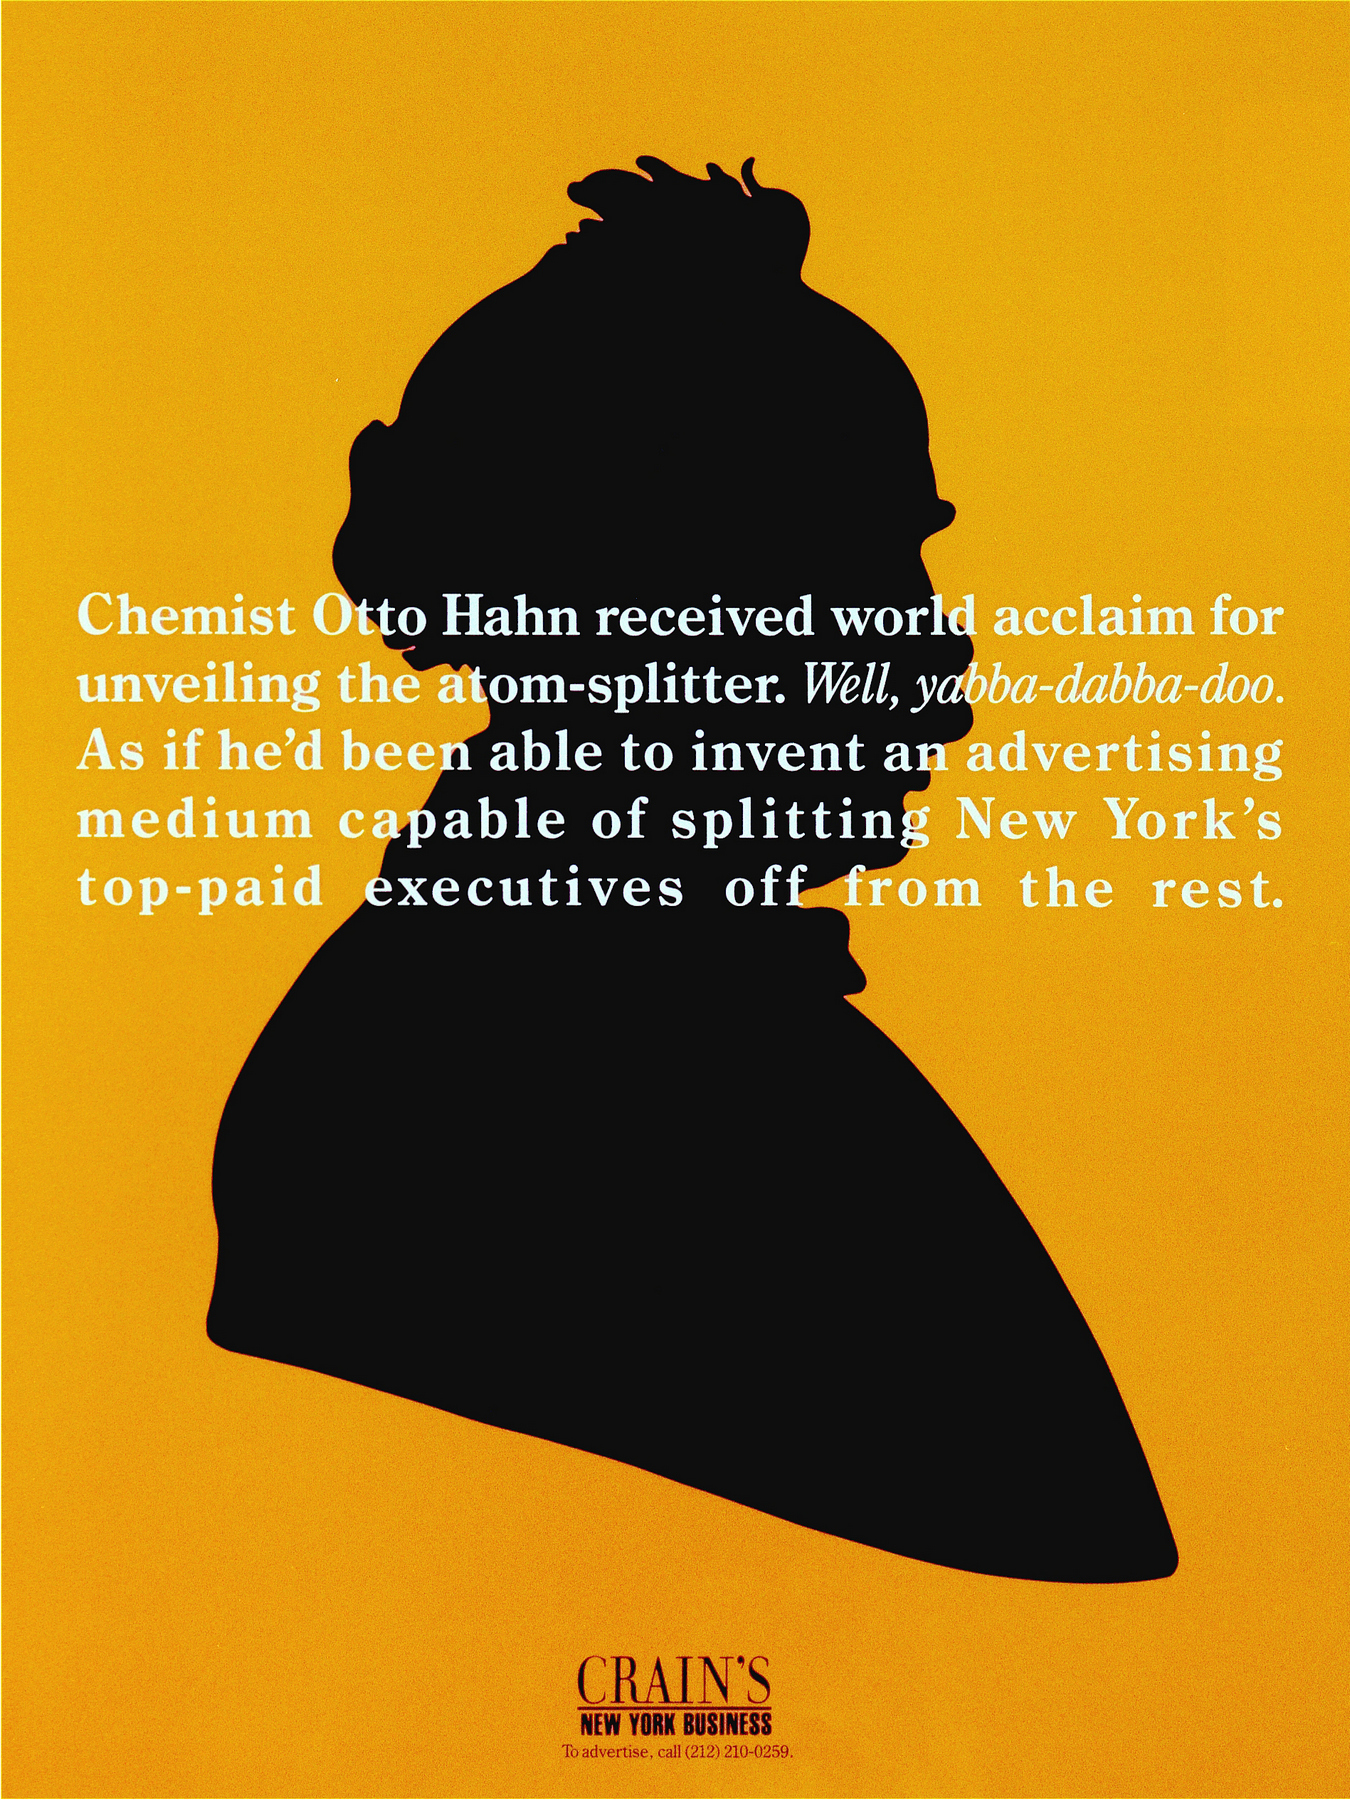 Chemist Otto Hahn received world acclaim for
unveiling the atom-splitter. Well, yabba-dabba-doo.
As if he’d been able to invent an advertising
medium capable of splitting New York’s
top-paid executives off from the rest.
CRAIN’S
NEW YORK BUSINESS
To advertise, call (212) 210-0259.